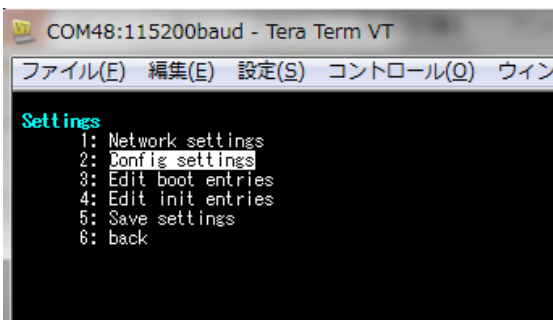 COM48:115200baud - Tera Term VT
ファイル(F) 編集(E) 設定(S) コントロール(O) ウィン
Settings
1: Network settings
2: Config settings
3: Edit boot entries
4: Edit init entries
5: Save settings
6: back